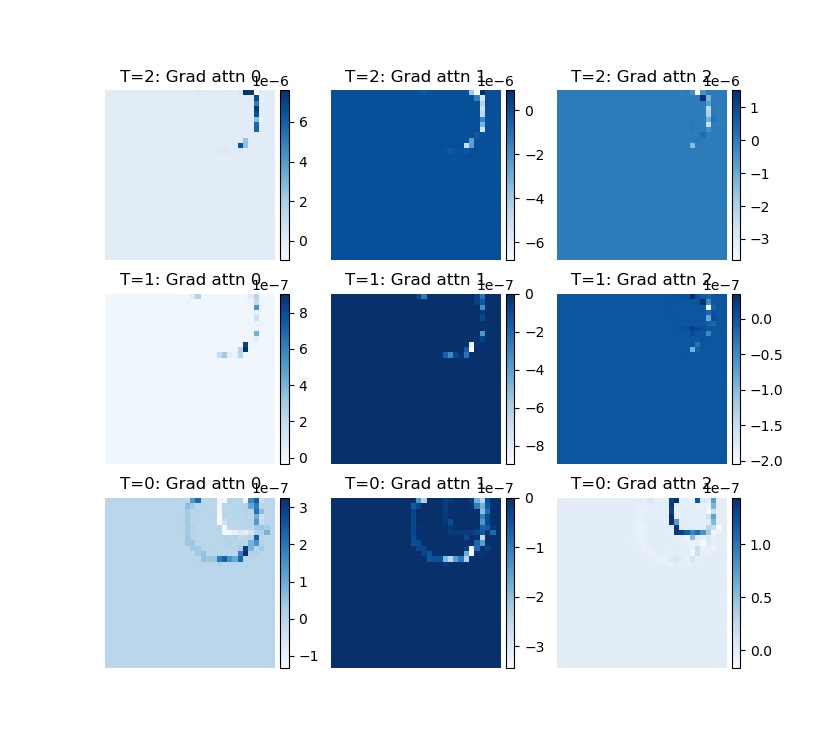 T=2: Grad attn 0
1e−6
T=2: Grad attn 1
1e−6
T=2: Grad attn 2
1e−6
6
4
2
0
0
−2
−4
−6
1
0
−1
−2
−3
T=1: Grad attn 0
1e−7
T=1: Grad attn 1
1e−7
T=1: Grad attn 2
1e−7
8
6
4
2
0
0
−2
−4
−6
−8
0.0
−0.5
−1.0
−1.5
−2.0
T=0: Grad attn 0
1e−7
T=0: Grad attn 1
1e−7
T=0: Grad attn 2
1e−7
3
2
1
0
−1
0
−1
−2
−3
1.0
0.5
0.0